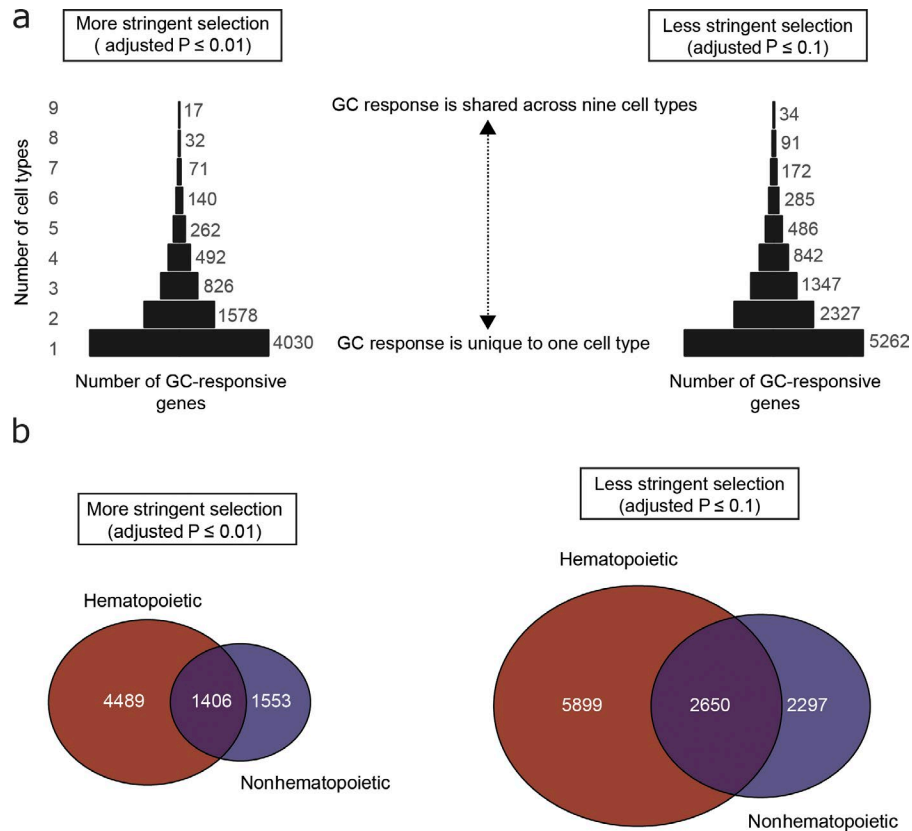 a
More stringent selection
( adjusted P ≤ 0.01)
Less stringent selection
(adjusted P ≤ 0.1)
Number of cell types
9
8
7
6
5
4
3
2
1
17
32
71
140
262
492
826
1578
4030
Number of GC-responsive
genes
GC response is shared across nine cell types
GC response is unique to one cell type
34
91
172
285
486
842
1347
2327
5262
Number of GC-responsive
genes
b
More stringent selection
(adjusted P ≤ 0.01)
Hematopoietic
4489
1406
1553
Nonhematopoietic
Less stringent selection
(adjusted P ≤ 0.1)
Hematopoietic
5899
2650
2297
Nonhematopoietic